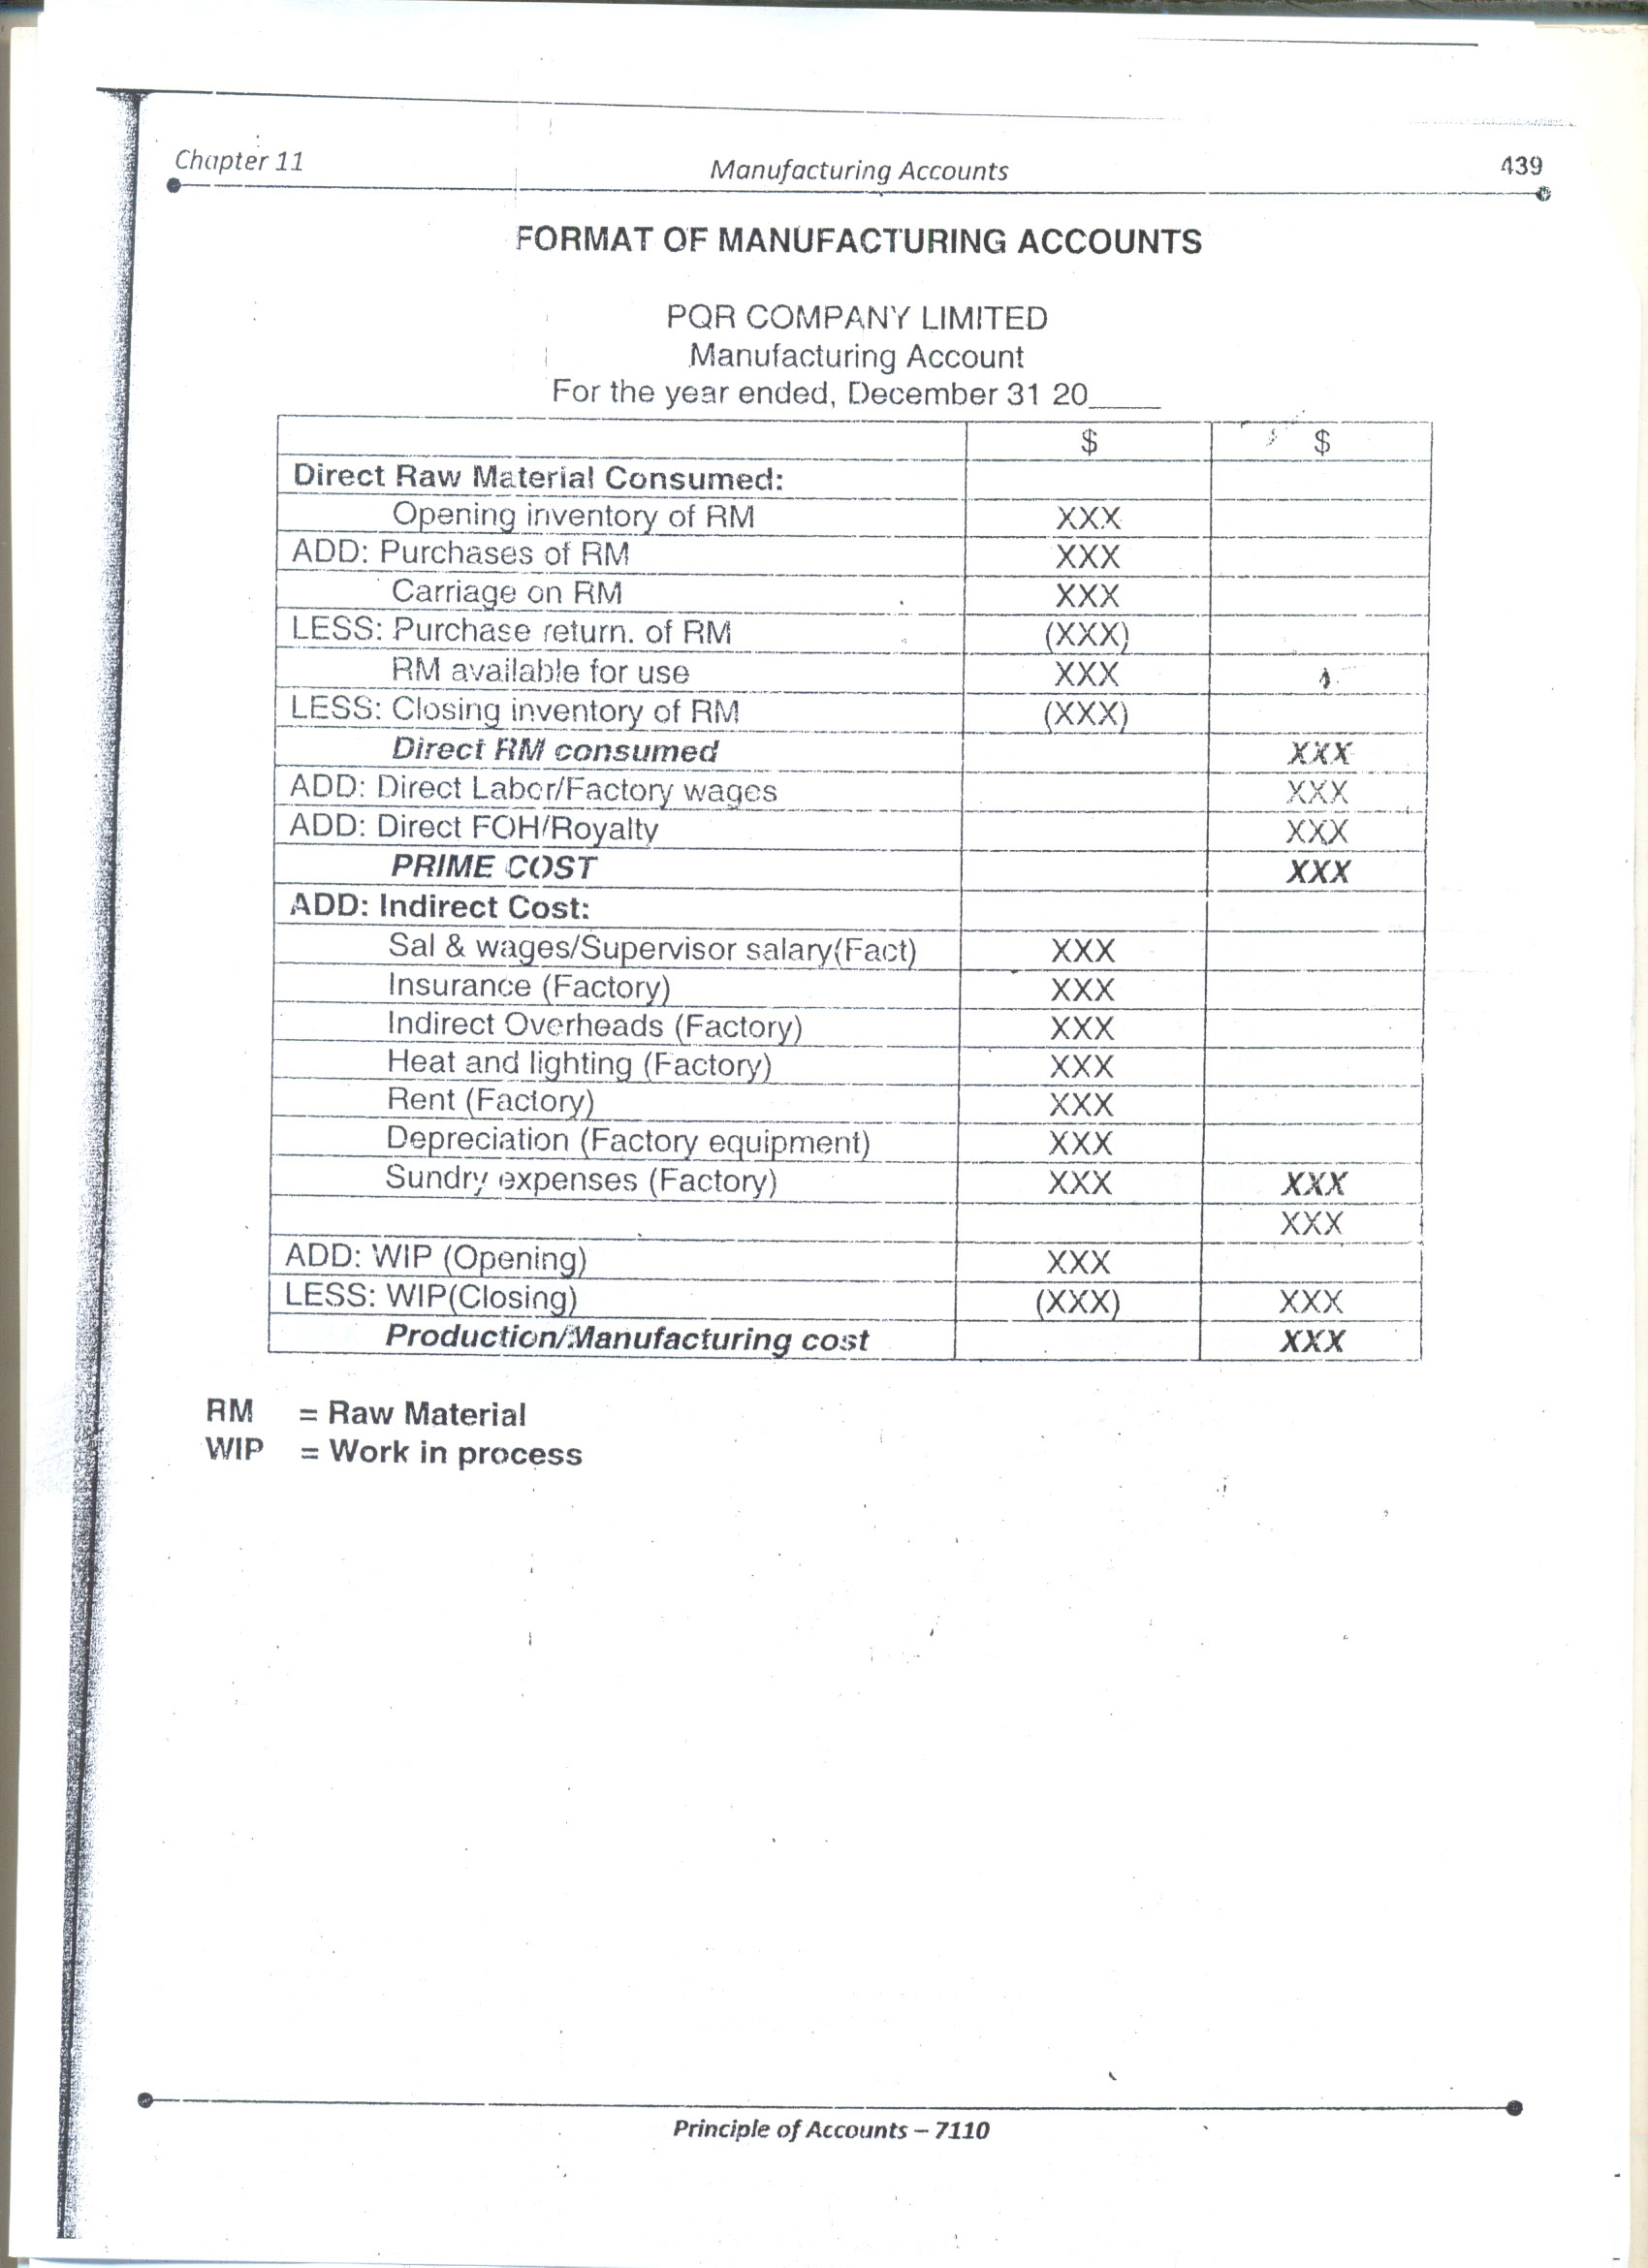 Chapter 11 Manufacturing Accounts 439
FORMAT OF MANUFACTURING ACCOUNTS
PQR COMPANY LIMITED
Manufacturing Account
For the year ended, December 31 20____
$ $
Direct Raw Material Consumed:
Opening inventory of RM XXX
ADD: Purchases of RM XXX
Carriage on RM XXX
LESS: Purchase return. of RM (XXX)
RM available for use XXX
LESS: Closing inventory of RM (XXX)
Direct RM consumed XXX
ADD: Direct Labor/Factory wages XXX
ADD: Direct FOH/Royalty XXX
PRIME COST XXX
ADD: Indirect Cost:
Sal & wages/Supervisor salary(Fact) XXX
Insurance (Factory) XXX
Indirect Overheads (Factory) XXX
Heat and lighting (Factory) XXX
Rent (Factory) XXX
Depreciation (Factory equipment) XXX
Sundry expenses (Factory) XXX XXX
XXX
ADD: WIP (Opening) XXX
LESS: WIP(Closing) (XXX) XXX
Production/Manufacturing cost XXX
RM = Raw Material
WIP = Work in process
Principle of Accounts – 7110